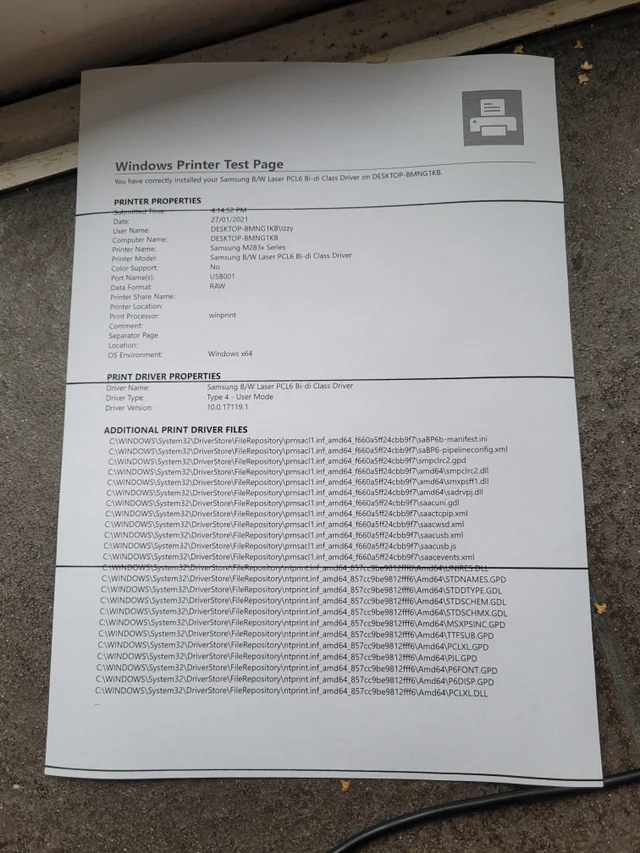 Windows Printer Test Page
You have correctly installed your Samsung B/W Laser PCL6 Bi-di Class Driver on DESKTOP-BMNG1KB.
PRINTER PROPERTIES
Submitted Time: 4:14:52 PM
Date: 27/01/2021
User Name: DESKTOP-BMNG1KB\Izzy
Computer Name: DESKTOP-BMNG1KB
Printer Name: Samsung M283x Series
Printer Model: Samsung B/W Laser PCL6 Bi-di Class Driver
Color Support: No
Port Name(s): USB001
Data Format: RAW
Printer Share Name:
Printer Location:
Print Processor: winprint
Comment:
Separator Page
Location:
OS Environment: Windows x64
PRINT DRIVER PROPERTIES
Driver Name: Samsung B/W Laser PCL6 Bi-di Class Driver
Driver Type: Type 4 - User Mode
Driver Version: 10.0.17119.1
ADDITIONAL PRINT DRIVER FILES
C:\WINDOWS\System32\DriverStore\FileRepository\prnsacl1.inf_amd64_f660a5ff24cbb9f7\saBP6b-manifest.ini
C:\WINDOWS\System32\DriverStore\FileRepository\prnsacl1.inf_amd64_f660a5ff24cbb9f7\saBP6-pipelineconfig.xml
C:\WINDOWS\System32\DriverStore\FileRepository\prnsacl1.inf_amd64_f660a5ff24cbb9f7\smpclrc2.gpd
C:\WINDOWS\System32\DriverStore\FileRepository\prnsacl1.inf_amd64_f660a5ff24cbb9f7\amd64\smpclrc2.dll
C:\WINDOWS\System32\DriverStore\FileRepository\prnsacl1.inf_amd64_f660a5ff24cbb9f7\amd64\smxpsff1.dll
C:\WINDOWS\System32\DriverStore\FileRepository\prnsacl1.inf_amd64_f660a5ff24cbb9f7\amd64\sadrvpj.dll
C:\WINDOWS\System32\DriverStore\FileRepository\prnsacl1.inf_amd64_f660a5ff24cbb9f7\saacuni.gdl
C:\WINDOWS\System32\DriverStore\FileRepository\prnsacl1.inf_amd64_f660a5ff24cbb9f7\saactcpip.xml
C:\WINDOWS\System32\DriverStore\FileRepository\prnsacl1.inf_amd64_f660a5ff24cbb9f7\saacwsd.xml
C:\WINDOWS\System32\DriverStore\FileRepository\prnsacl1.inf_amd64_f660a5ff24cbb9f7\saacusb.xml
C:\WINDOWS\System32\DriverStore\FileRepository\prnsacl1.inf_amd64_f660a5ff24cbb9f7\saacusb.js
C:\WINDOWS\System32\DriverStore\FileRepository\prnsacl1.inf_amd64_f660a5ff24cbb9f7\saacevents.xml
C:\WINDOWS\System32\DriverStore\FileRepository\ntprint.inf_amd64_857cc9be9812fff6\Amd64\UNIRES.DLL
C:\WINDOWS\System32\DriverStore\FileRepository\ntprint.inf_amd64_857cc9be9812fff6\Amd64\STDNAMES.GPD
C:\WINDOWS\System32\DriverStore\FileRepository\ntprint.inf_amd64_857cc9be9812fff6\Amd64\STDDTYPE.GDL
C:\WINDOWS\System32\DriverStore\FileRepository\ntprint.inf_amd64_857cc9be9812fff6\Amd64\STDSCHEM.GDL
C:\WINDOWS\System32\DriverStore\FileRepository\ntprint.inf_amd64_857cc9be9812fff6\Amd64\STDSCHMX.GDL
C:\WINDOWS\System32\DriverStore\FileRepository\ntprint.inf_amd64_857cc9be9812fff6\Amd64\MSXPSINC.GPD
C:\WINDOWS\System32\DriverStore\FileRepository\ntprint.inf_amd64_857cc9be9812fff6\Amd64\TTFSUB.GPD
C:\WINDOWS\System32\DriverStore\FileRepository\ntprint.inf_amd64_857cc9be9812fff6\Amd64\PCLXL.GPD
C:\WINDOWS\System32\DriverStore\FileRepository\ntprint.inf_amd64_857cc9be9812fff6\Amd64\PJL.GPD
C:\WINDOWS\System32\DriverStore\FileRepository\ntprint.inf_amd64_857cc9be9812fff6\Amd64\P6FONT.GPD
C:\WINDOWS\System32\DriverStore\FileRepository\ntprint.inf_amd64_857cc9be9812fff6\Amd64\P6DISP.GPD
C:\WINDOWS\System32\DriverStore\FileRepository\ntprint.inf_amd64_857cc9be9812fff6\Amd64\PCLXL.DLL
...